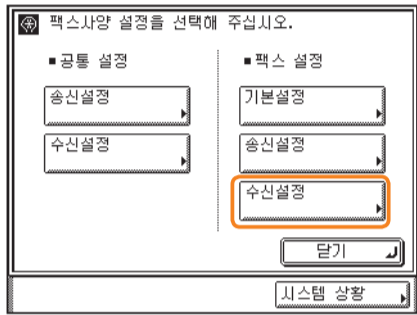 팩스사양 설정을 선택해 주십시오.
■공통 설정
송신설정
수신설정
■팩스 설정
기본설정
송신설정
수신설정
닫기
시스템 상황